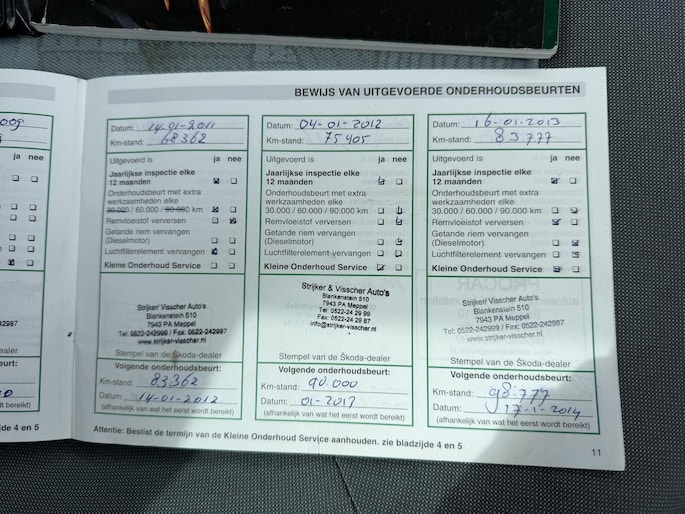 BEWIJS VAN UITGEVOERDE ONDERHOUDSBEURTEN
2009
ja nee
242987
dealer
beurt:
bereikt)
de 4 en 5
Datum: 14-01-2011
Km-stand: 68362
Uitgevoerd is ja nee
Jaarlijkse inspectie elke
12 maanden
Onderhoudsbeurt met extra
werkzaamheden elke
30.000 / 60.000 / 90.000 km
Remvloeistof verversen
Getande riem vervangen
(Dieselmotor)
Luchtfilterelement vervangen
Kleine Onderhoud Service
Strijker/ Visscher Auto's
Blankenstein 510
7943 PA Meppel
Tel: 0522-242999 / Fax: 0522-242987
www.strijker-visscher.nl
Stempel van de Škoda-dealer
Volgende onderhoudsbeurt:
Km-stand: 83362
Datum: 14-01-2012
(afhankelijk van wat het eerst wordt bereikt)
Datum: 04-01-2012
Km-stand: 75405
Uitgevoerd is ja nee
Jaarlijkse inspectie elke
12 maanden
Onderhoudsbeurt met extra
werkzaamheden elke
30.000 / 60.000 / 90.000 km
Remvloeistof verversen
Getande riem vervangen
(Dieselmotor)
Luchtfilterelement vervangen
Kleine Onderhoud Service
Strijker & Visscher Auto's
Blankenstein 510
7943 PA Meppel
Tel: 0522-24 29 99
Fax: 0522-24 29 87
info@strijker-visscher.nl
Stempel van de Škoda-dealer
Volgende onderhoudsbeurt:
Km-stand: 90.000
Datum: 01-2013
(afhankelijk van wat het eerst wordt bereikt)
Datum: 16-01-2013
Km-stand: 83777
Uitgevoerd is ja nee
Jaarlijkse inspectie elke
12 maanden
Onderhoudsbeurt met extra
werkzaamheden elke
30.000 / 60.000 / 90.000 km
Remvloeistof verversen
Getande riem vervangen
(Dieselmotor)
Luchtfilterelement vervangen
Kleine Onderhoud Service
Strijker/ Visscher Auto's
Blankenstein 510
7943 PA Meppel
Tel: 0522-242999 / Fax: 0522-242987
www.strijker-visscher.nl
Stempel van de Škoda-dealer
Volgende onderhoudsbeurt:
Km-stand: 98.777
Datum: 17-1-2014
(afhankelijk van wat het eerst wordt bereikt)
Attentie: Beslist de termijn van de Kleine Onderhoud Service aanhouden. zie bladzijde 4 en 5
11